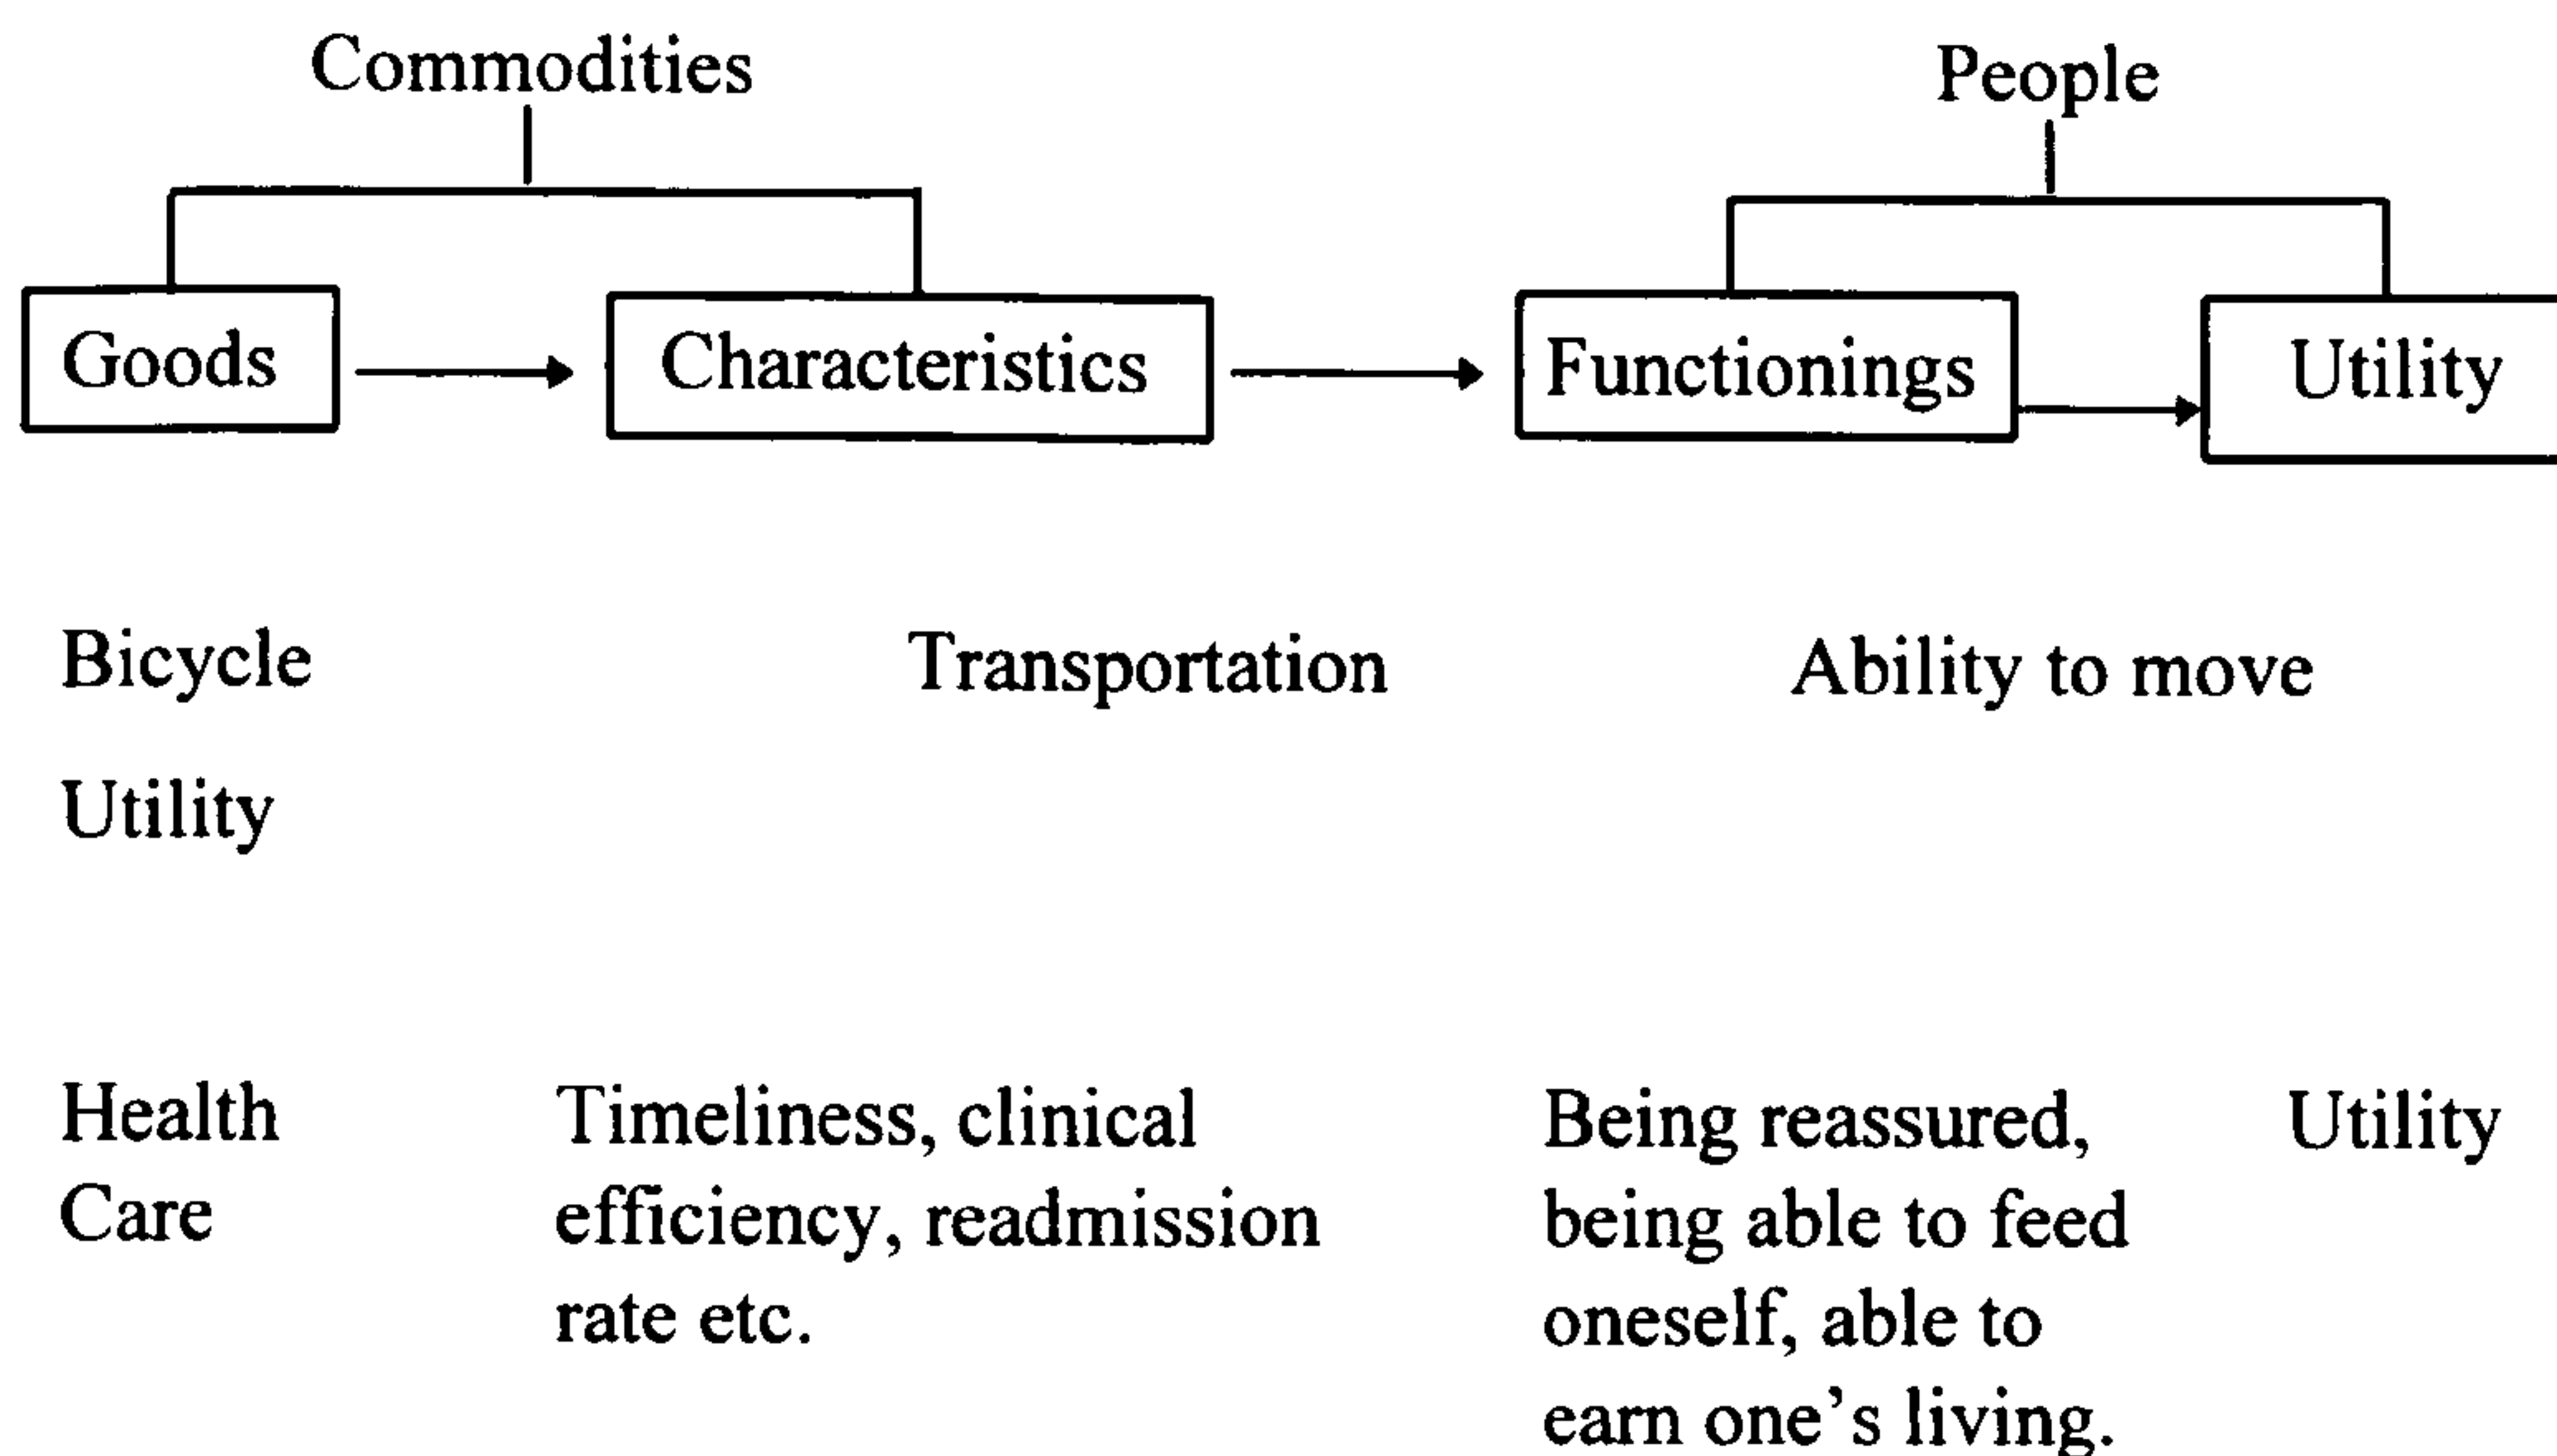 Commodities People
Goods Characteristics Functionings Utility
Bicycle Transportation Ability to move
Utility
Health Timeliness, clinical Being reassured, Utility
Care efficiency, readmission being able to feed
rate etc. oneself, able to
earn one's living.